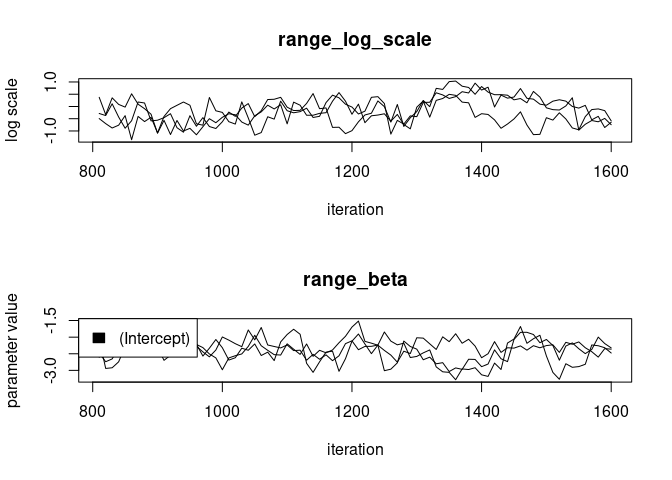 range_log_scale
log scale
1.0
-1.0
800
1000
1200
1400
1600
iteration
range_beta
parameter value
-1.5
-3.0
(Intercept)
800
1000
1200
1400
1600
iteration